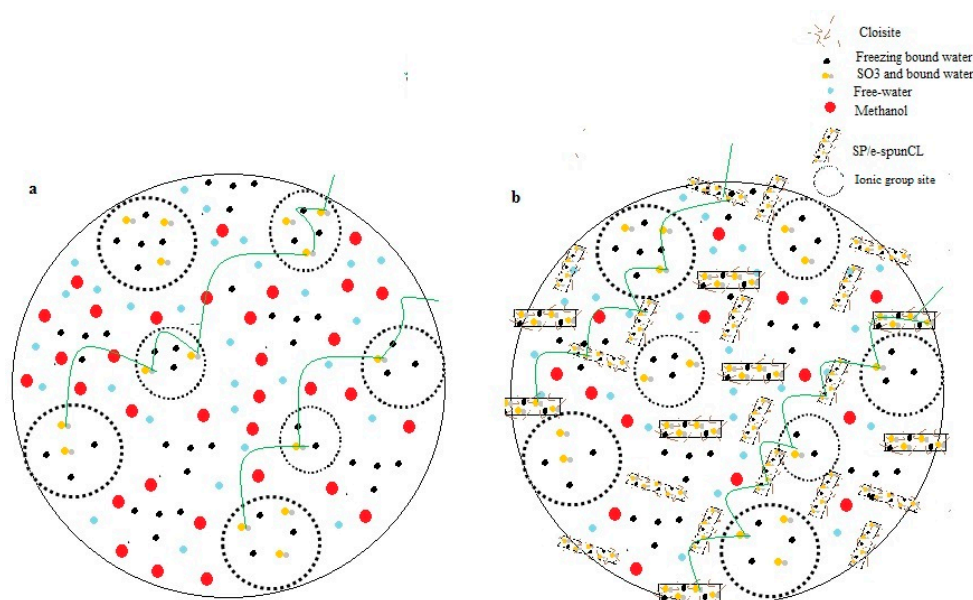 Cloisite
Freezing bound water
SO3 and bound water
Free-water
Methanol
SP/e-spunCL
Ionic group site
a
b